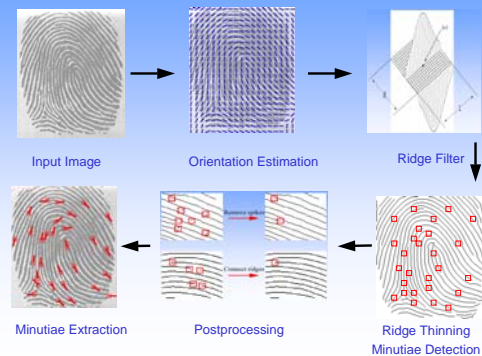 Input Image
Orientation Estimation
Ridge Filter
Remove spikes
Connect ridges
Minutiae Extraction
Postprocessing
Ridge Thinning
Minutiae Detection